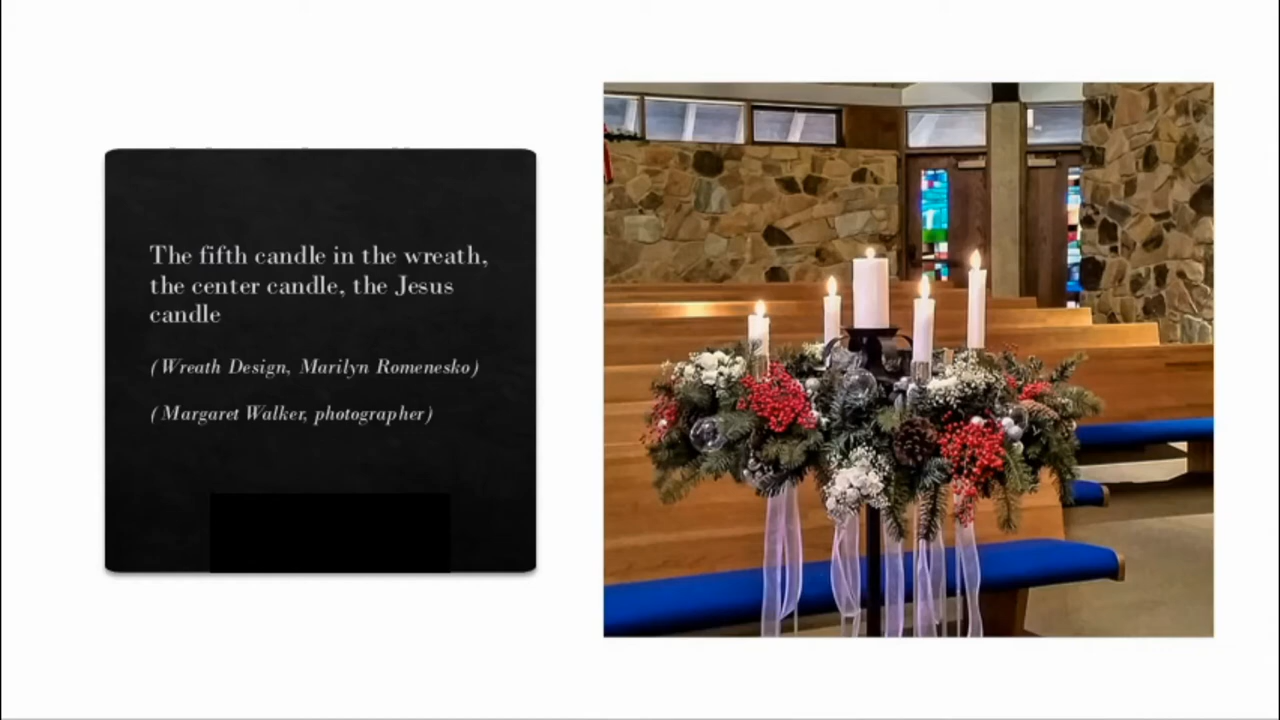 The fifth candle in the wreath,
the center candle, the Jesus
candle
(Wreath Design, Marilyn Romenesko)
(Margaret Walker, photographer)